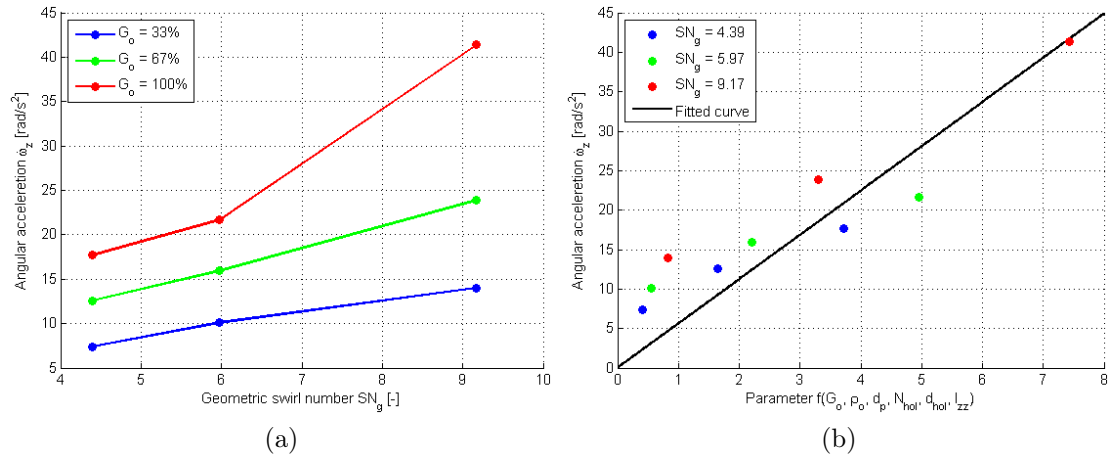 45
40
35
30
25
20
15
10
5
4
5
6
7
8
9
10
Angular acceleretion ω̇z [rad/s²]
Geometric swirl number SNg [-]
Go = 33%
Go = 67%
Go = 100%
(a)
45
40
35
30
25
20
15
10
5
0
0
1
2
3
4
5
6
7
8
Angular acceleretion ω̇z [rad/s²]
Parameter f(Go, ρo, dp, Nhol, dhol, Izz)
SNg = 4.39
SNg = 5.97
SNg = 9.17
Fitted curve
(b)